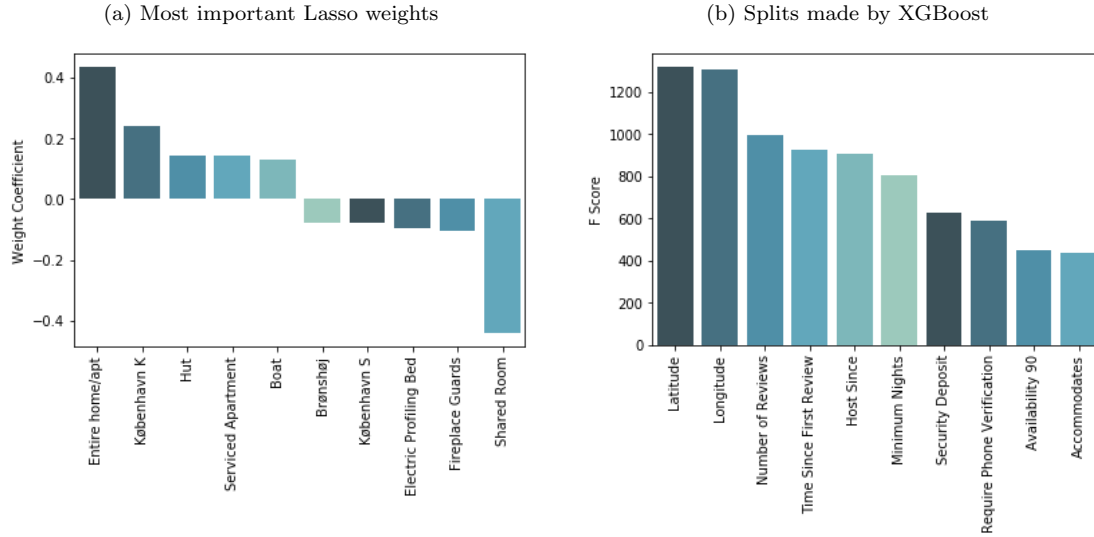 (a) Most important Lasso weights
0.4
0.2
0.0
−0.2
−0.4
Weight Coefficient
Entire home/apt
København K
Hut
Serviced Apartment
Boat
Brønshøj
København S
Electric Profiling Bed
Fireplace Guards
Shared Room
(b) Splits made by XGBoost
1200
1000
800
600
400
200
0
F Score
Latitude
Longitude
Number of Reviews
Time Since First Review
Host Since
Minimum Nights
Security Deposit
Require Phone Verification
Availability 90
Accommodates